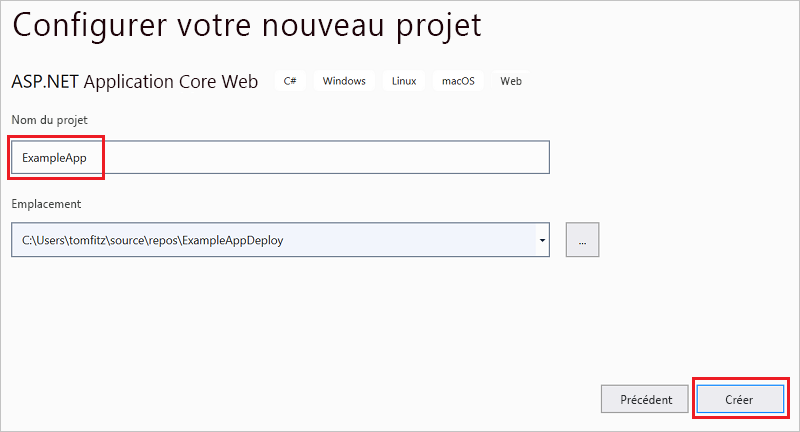 Configurer votre nouveau projet
ASP.NET Application Core Web C# Windows Linux macOS Web
Nom du projet
ExampleApp
Emplacement
C:\Users\tomfitz\source\repos\ExampleAppDeploy ...
Précédent Créer